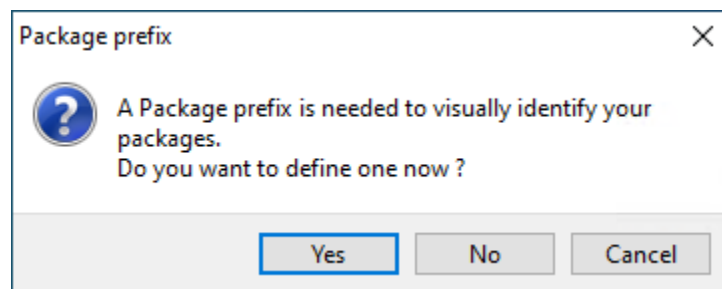 Package prefix
A Package prefix is needed to visually identify your
packages.
Do you want to define one now ?
Yes
No
Cancel